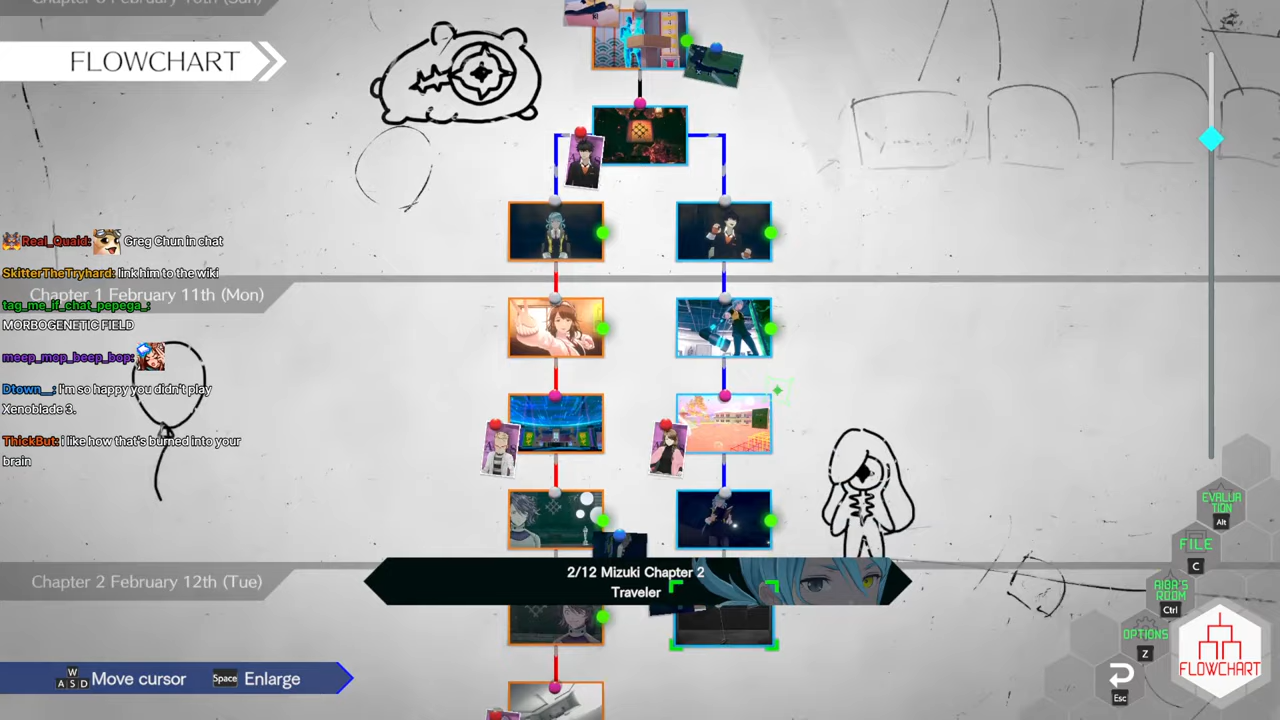 FLOWCHART
Real_Quaid: Greg Chun in chat
SkitterTheTryhard: link him to the wiki
Chapter 1 February 11th (Mon)
tag_me_if_chat_pepega_:
MORBOGENETIC FIELD
meep_mop_beep_bop:
Dtown__: I'm so happy you didn't play
Xenoblade 3.
ThickBut: i like how that's burned into your
brain
Chapter 2 February 12th (Tue)
2/12 Mizuki Chapter 2
Traveler
EVALUA
TION
Alt
FILE
C
AIBA'S
ROOM
Ctrl
OPTIONS
Z
FLOWCHART
Esc
W
A S D Move cursor
Space Enlarge